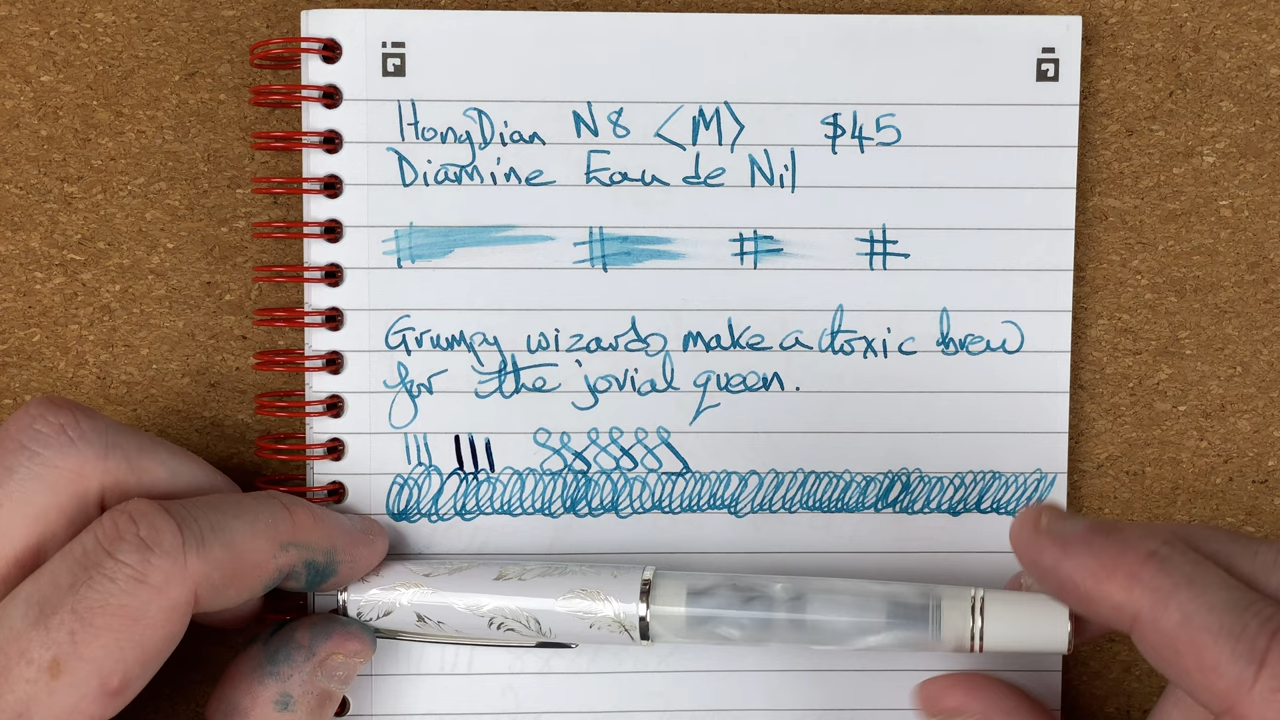 HongDian N8 <M> $45
Diamine Eau de Nil
# # # #
Grumpy wizards make a toxic brew
for the jovial queen.